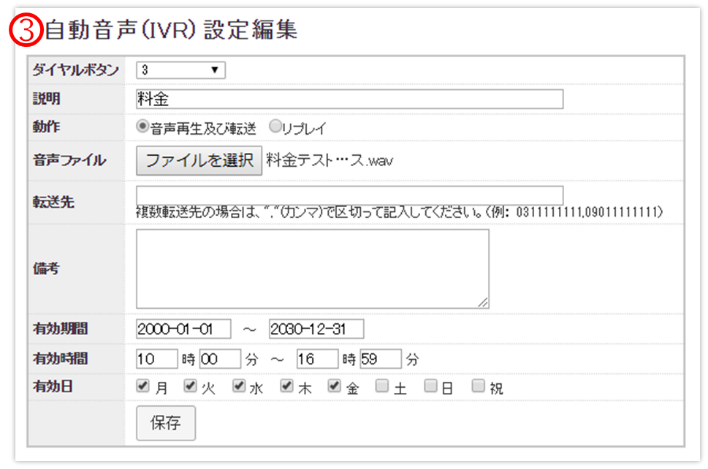 ③ 自動音声(IVR) 設定編集
ダイヤルボタン 3 ▼
説明 料金
動作 音声再生及び転送 リプレイ
音声ファイル ファイルを選択 料金テスト…ス.wav
転送先
複数転送先の場合は、","(カンマ)で区切って記入してください。(例: 0311111111,09011111111)
備考
有効期間 2000-01-01 ～ 2030-12-31
有効時間 10 時 00 分 ～ 16 時 59 分
有効日 月 火 水 木 金 土 日 祝
保存